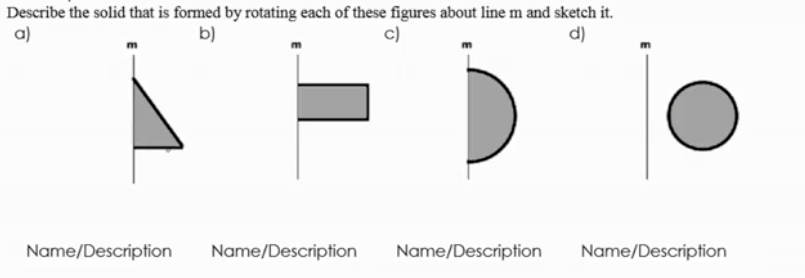 Describe the solid that is formed by rotating each of these figures about line m and sketch it.
a) b) c) d)
m m m m
Name/Description Name/Description Name/Description Name/Description